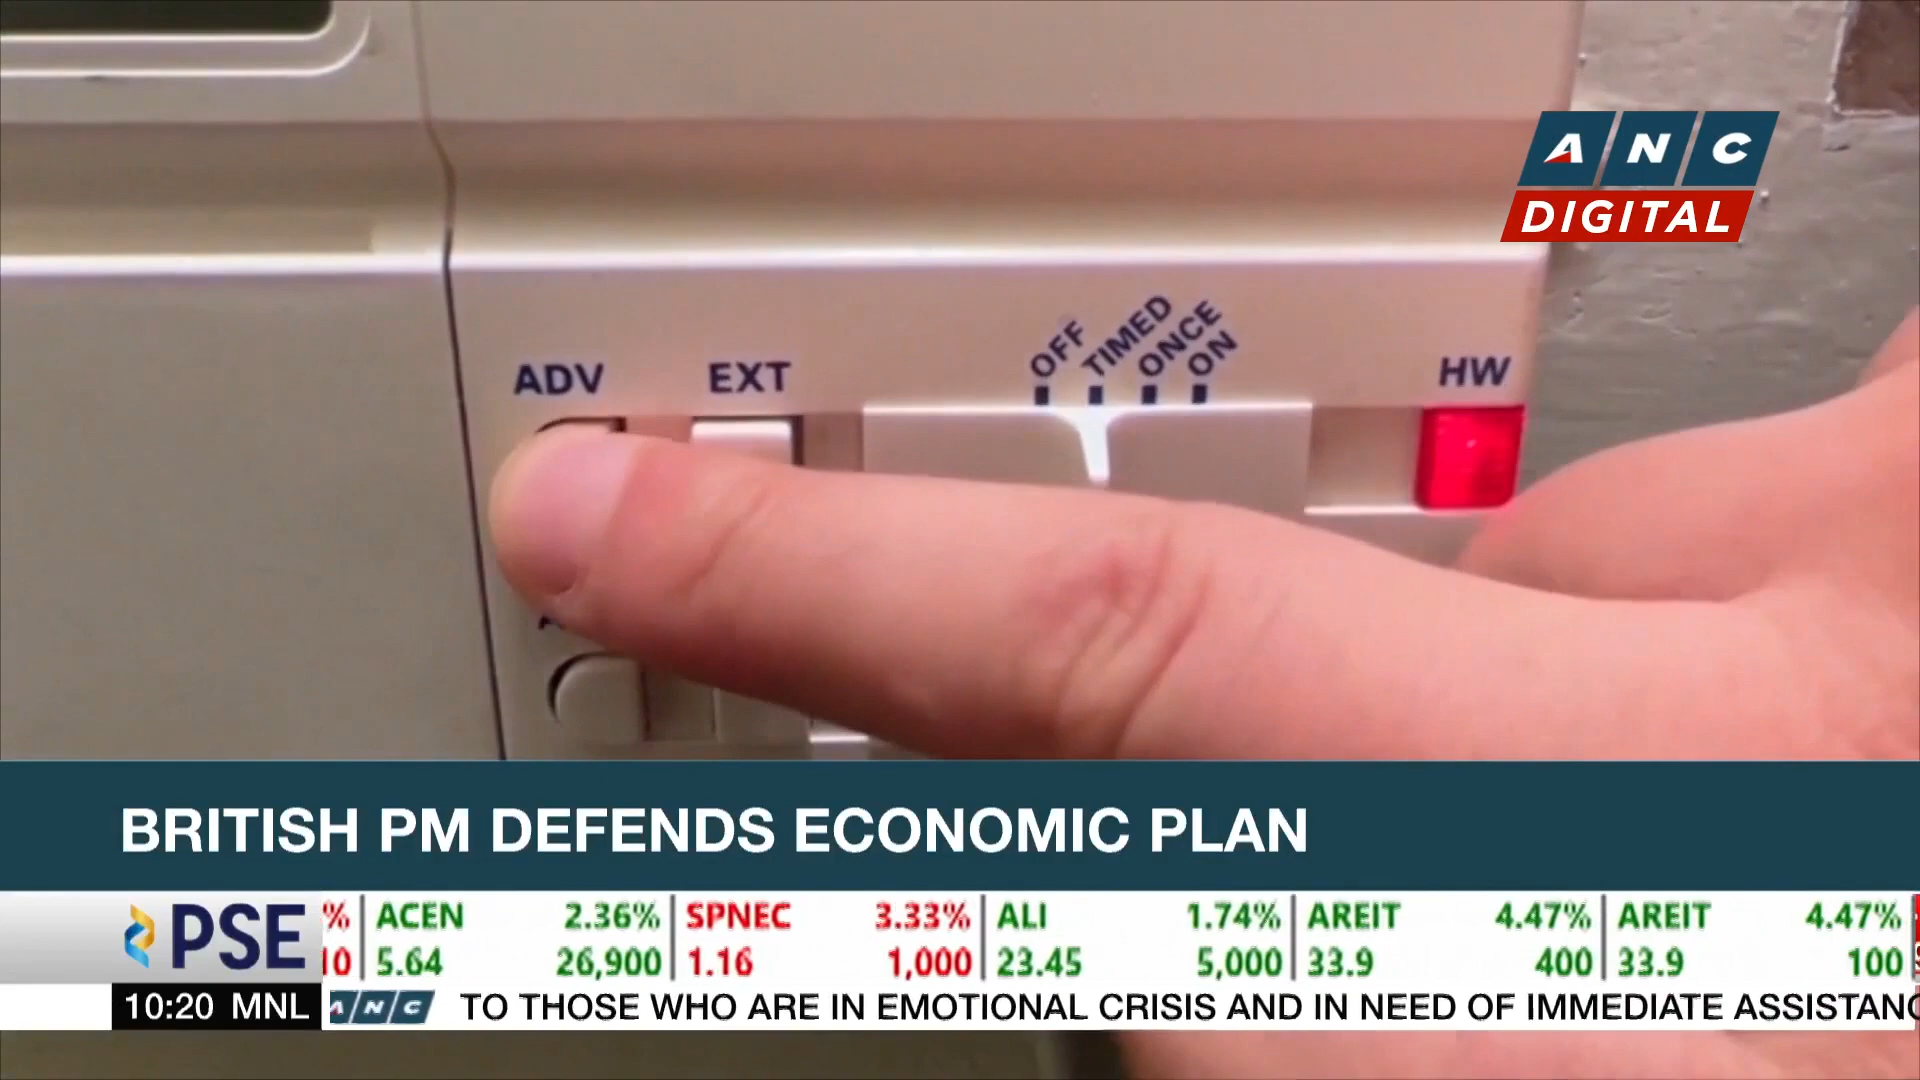 ANC
DIGITAL
OFF
TIMED
ONCE
ON
ADV
EXT
HW
BRITISH PM DEFENDS ECONOMIC PLAN
PSE
% ACEN 2.36% SPNEC 3.33% ALI 1.74% AREIT 4.47% AREIT 4.47%
10 5.64 26,900 1.16 1,000 23.45 5,000 33.9 400 33.9 100
10:20 MNL ANC TO THOSE WHO ARE IN EMOTIONAL CRISIS AND IN NEED OF IMMEDIATE ASSISTANC